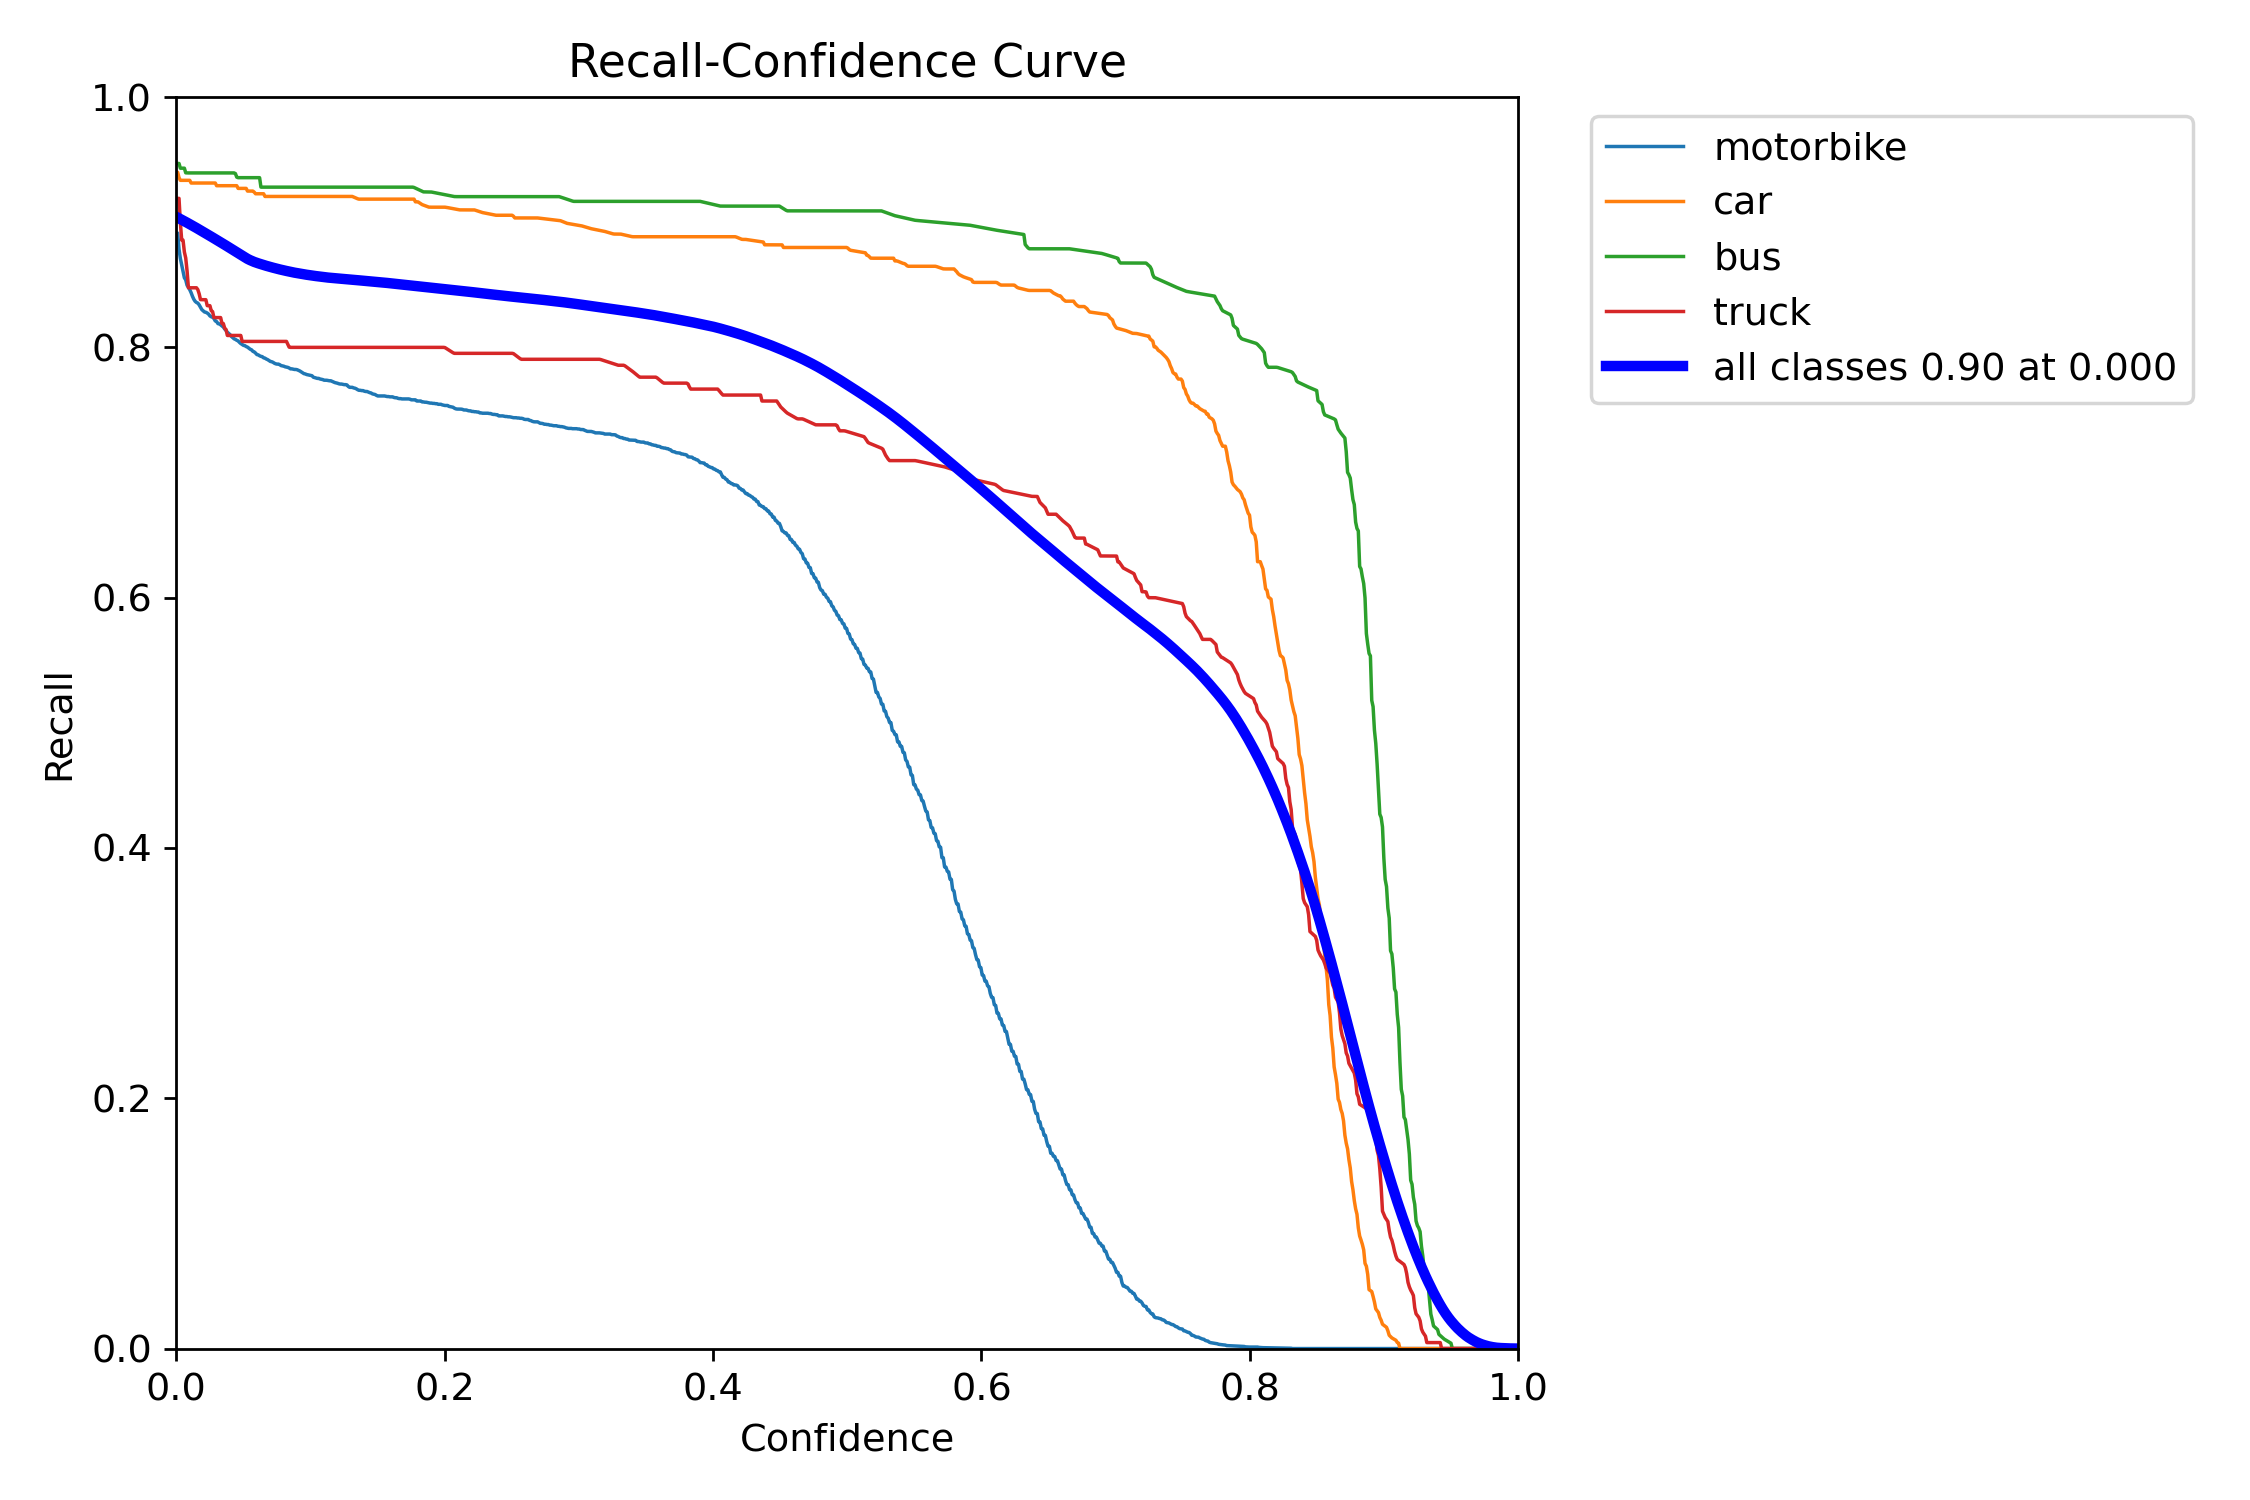 Recall-Confidence Curve
1.0
0.8
0.6
0.4
0.2
0.0
Recall
0.0 0.2 0.4 0.6 0.8 1.0
Confidence
motorbike
car
bus
truck
all classes 0.90 at 0.000